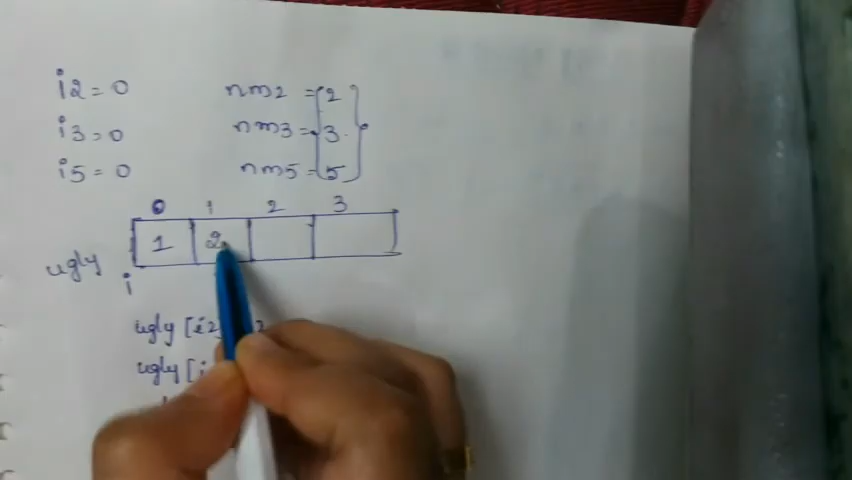 i2=0 nm2 = 2
i3=0 nm3 = 3
i5=0 nm5 = 5
0 1 2 3
ugly 1 2
i
ugly [i2
ugly [i